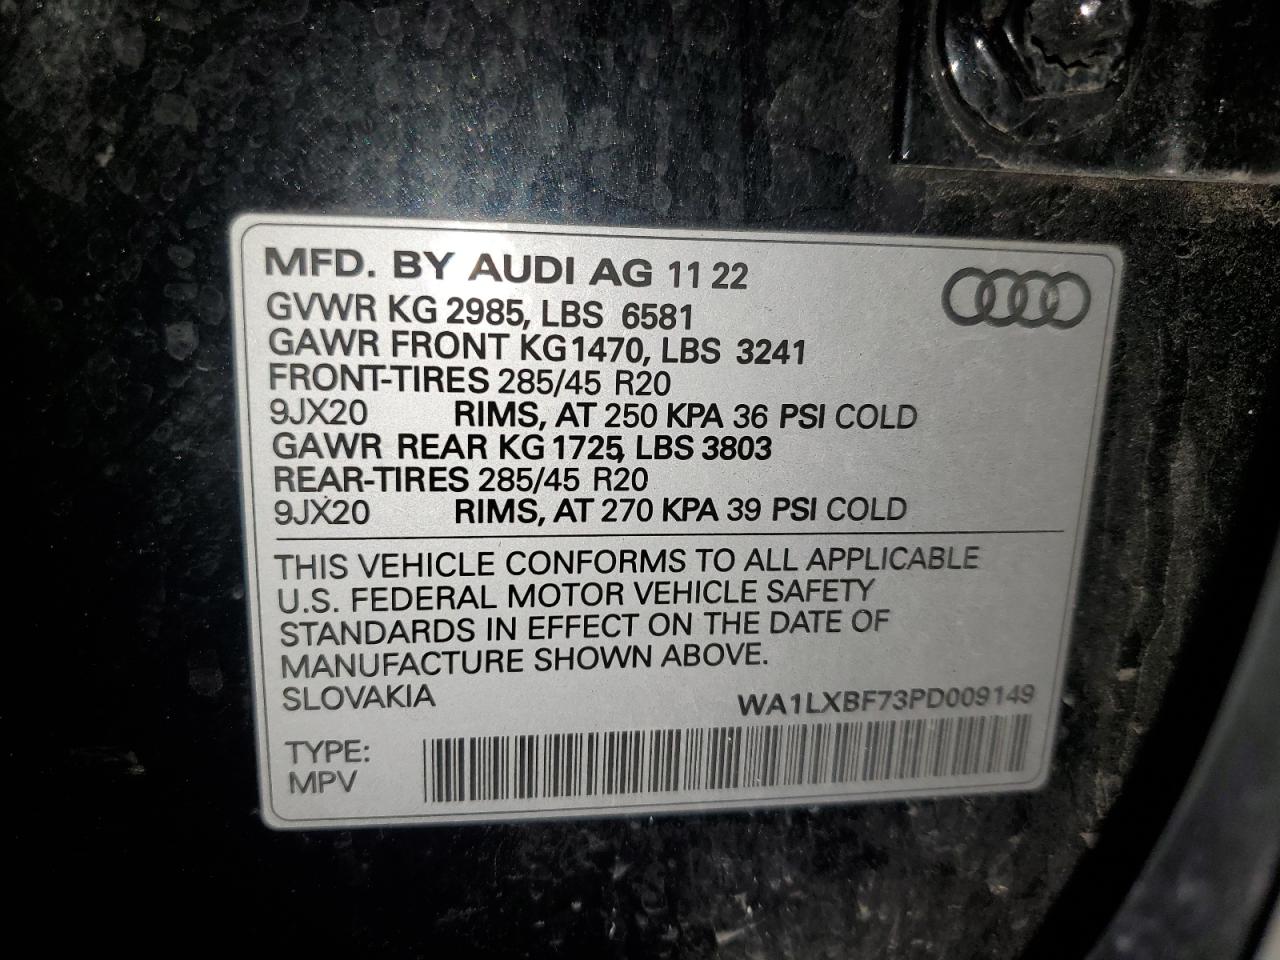 MFD. BY AUDI AG 11 22
GVWR KG 2985, LBS 6581
GAWR FRONT KG 1470, LBS 3241
FRONT-TIRES 285/45 R20
9JX20 RIMS, AT 250 KPA 36 PSI COLD
GAWR REAR KG 1725, LBS 3803
REAR-TIRES 285/45 R20
9JX20 RIMS, AT 270 KPA 39 PSI COLD
THIS VEHICLE CONFORMS TO ALL APPLICABLE
U.S. FEDERAL MOTOR VEHICLE SAFETY
STANDARDS IN EFFECT ON THE DATE OF
MANUFACTURE SHOWN ABOVE.
SLOVAKIA WA1LXBF73PD009149
TYPE:
MPV